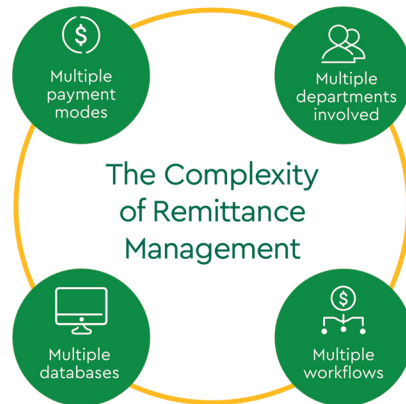 $
Multiple
payment
modes
Multiple
departments
involved
The Complexity
of Remittance
Management
Multiple
databases
$
Multiple
workflows